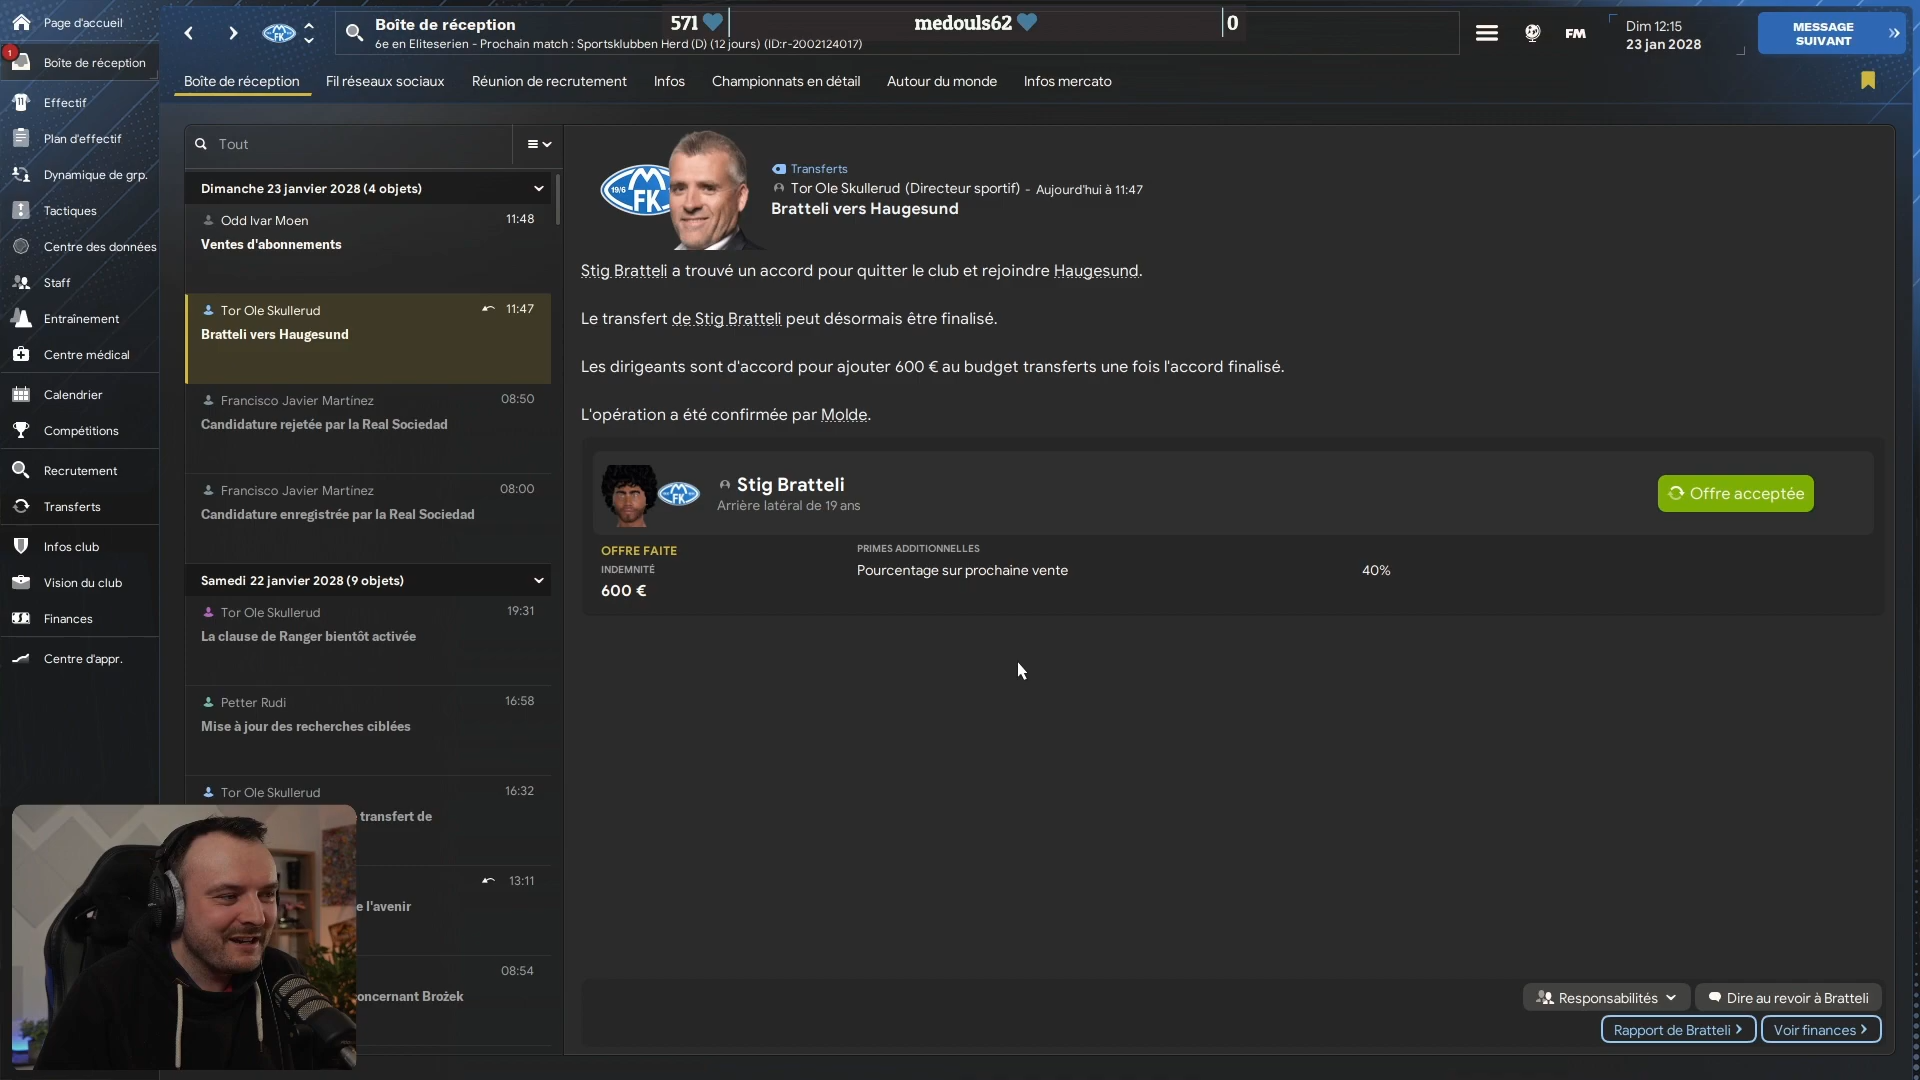 Page d'accueil
1
Boîte de réception
Effectif
Plan d'effectif
Dynamique de grp.
Tactiques
Centre des données
Staff
Entraînement
Centre médical
Calendrier
Compétitions
Recrutement
Transferts
Infos club
Vision du club
Finances
Centre d'appr.
Boîte de réception
6e en Eliteserien - Prochain match : Sportsklubben Herd (D) (12 jours) (ID:r-2002124017)
571
medouls62
0
FM
Dim 12:15
23 jan 2028
MESSAGE
SUIVANT
Boîte de réception
Fil réseaux sociaux
Réunion de recrutement
Infos
Championnats en détail
Autour du monde
Infos mercato
Tout
Dimanche 23 janvier 2028 (4 objets)
Odd Ivar Moen 11:48
Ventes d'abonnements
Tor Ole Skullerud 11:47
Bratteli vers Haugesund
Francisco Javier Martínez 08:50
Candidature rejetée par la Real Sociedad
Francisco Javier Martínez 08:00
Candidature enregistrée par la Real Sociedad
Samedi 22 janvier 2028 (9 objets)
Tor Ole Skullerud 19:31
La clause de Ranger bientôt activée
Petter Rudi 16:58
Mise à jour des recherches ciblées
Tor Ole Skullerud 16:32
transfert de
13:11
e l'avenir
08:54
oncernant Brożek
FK
Transferts
Tor Ole Skullerud (Directeur sportif) - Aujourd'hui à 11:47
Bratteli vers Haugesund
Stig Bratteli a trouvé un accord pour quitter le club et rejoindre Haugesund.
Le transfert de Stig Bratteli peut désormais être finalisé.
Les dirigeants sont d'accord pour ajouter 600 € au budget transferts une fois l'accord finalisé.
L'opération a été confirmée par Molde.
Stig Bratteli
Arrière latéral de 19 ans
Offre acceptée
OFFRE FAITE
INDEMNITÉ
600 €
PRIMES ADDITIONNELLES
Pourcentage sur prochaine vente 40%
Responsabilités
Dire au revoir à Bratteli
Rapport de Bratteli
Voir finances